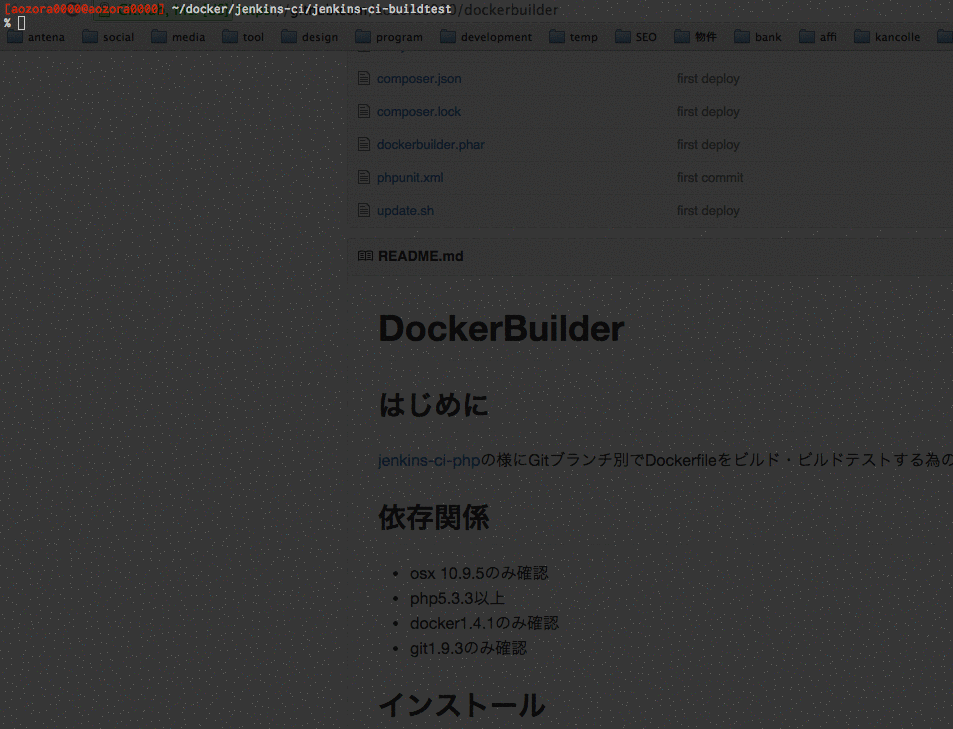 [aozora0000@aozora0000] ~/docker/jenkins-ci/jenkins-ci-buildtest
%
/dockerbuilder
antena social media tool design program development temp SEO 物件 bank affi kancolle
composer.json first deploy
composer.lock first deploy
dockerbuilder.phar first deploy
phpunit.xml first commit
update.sh first deploy
README.md
DockerBuilder
はじめに
jenkins-ci-phpの様にGitブランチ別でDockerfileをビルド・ビルドテストする為の
依存関係
• osx 10.9.5のみ確認
• php5.3.3以上
• docker1.4.1のみ確認
• git1.9.3のみ確認
インストール